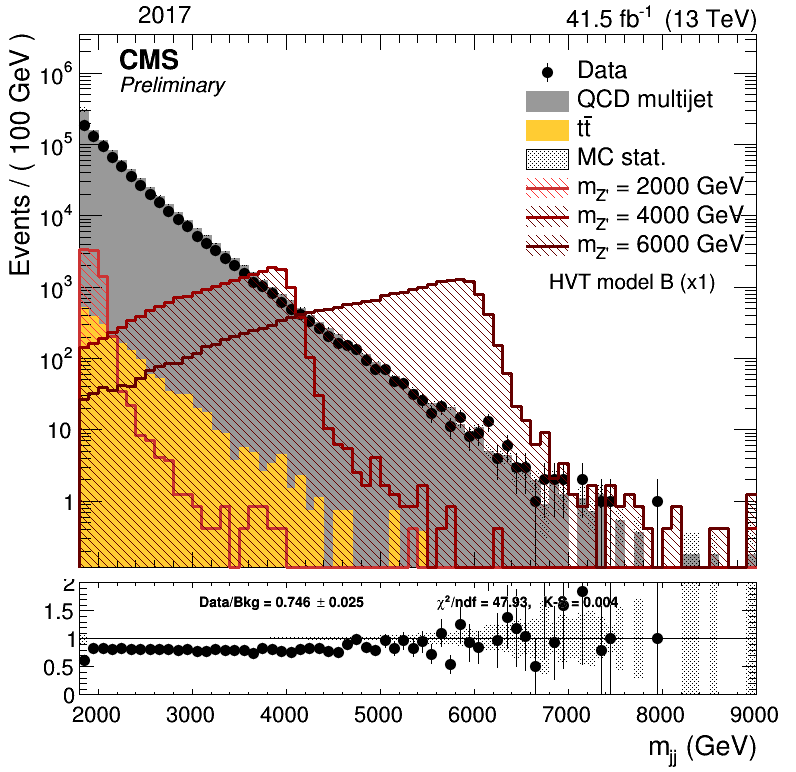 2017
41.5 fb⁻¹ (13 TeV)
Events / ( 100 GeV )
CMS
Preliminary
Data
QCD multijet
tt̄
MC stat.
m_Z' = 2000 GeV
m_Z' = 4000 GeV
m_Z' = 6000 GeV
HVT model B (x1)
10⁶
10⁵
10⁴
10³
10²
10
1
Data/Bkg = 0.746 ± 0.025
χ²/ndf = 47.93, K-S = 0.004
2
1.5
1
0.5
0
2000 3000 4000 5000 6000 7000 8000 9000
m_jj (GeV)